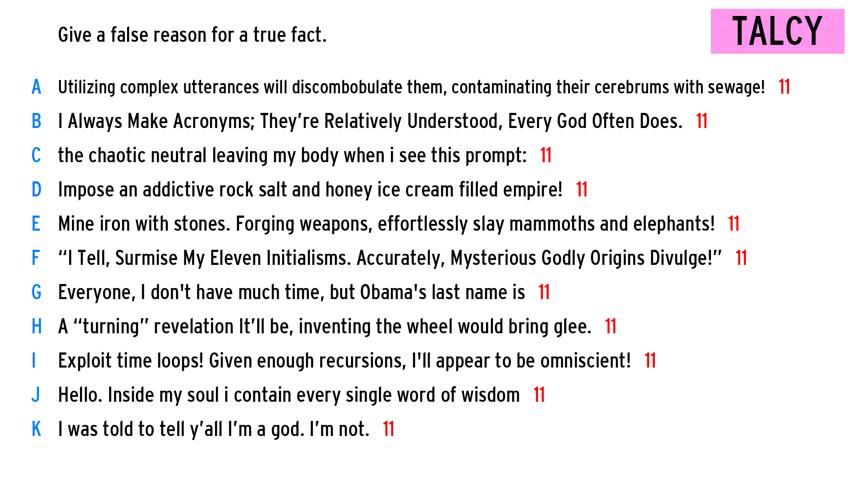 Give a false reason for a true fact.
TALCY
A Utilizing complex utterances will discombobulate them, contaminating their cerebrums with sewage! 11
B I Always Make Acronyms; They’re Relatively Understood, Every God Often Does. 11
C the chaotic neutral leaving my body when i see this prompt: 11
D Impose an addictive rock salt and honey ice cream filled empire! 11
E Mine iron with stones. Forging weapons, effortlessly slay mammoths and elephants! 11
F “I Tell, Surmise My Eleven Initialisms. Accurately, Mysterious Godly Origins Divulge!” 11
G Everyone, I don't have much time, but Obama's last name is 11
H A “turning” revelation It’ll be, inventing the wheel would bring glee. 11
I Exploit time loops! Given enough recursions, I'll appear to be omniscient! 11
J Hello. Inside my soul i contain every single word of wisdom 11
K I was told to tell y’all I’m a god. I’m not. 11